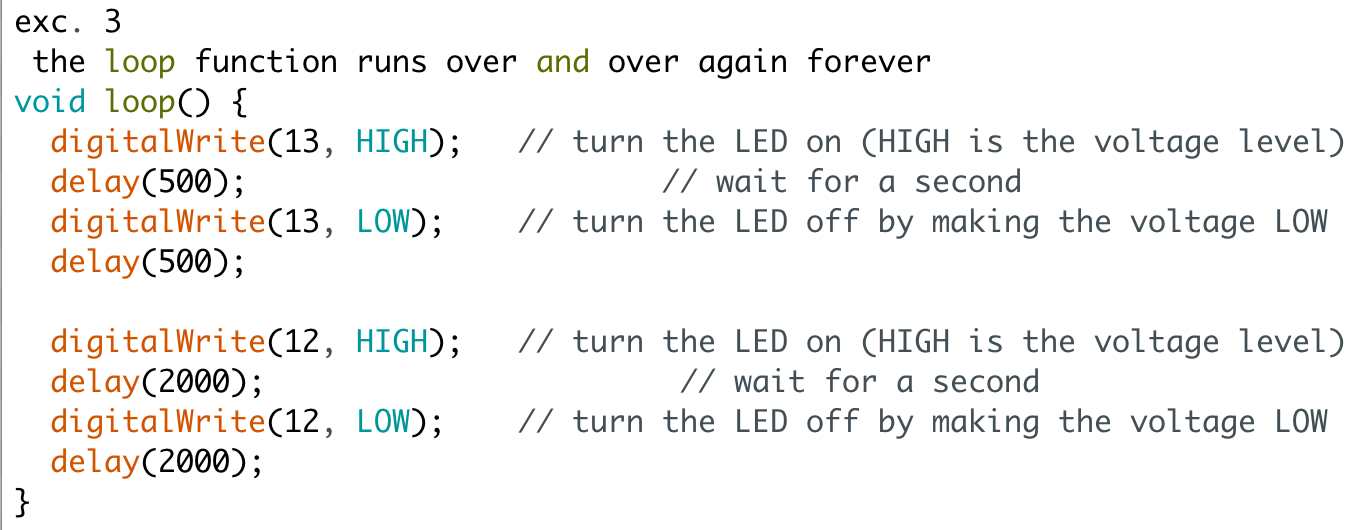 exc. 3
the loop function runs over and over again forever
void loop() {
digitalWrite(13, HIGH);   // turn the LED on (HIGH is the voltage level)
delay(500);                       // wait for a second
digitalWrite(13, LOW);    // turn the LED off by making the voltage LOW
delay(500);
digitalWrite(12, HIGH);   // turn the LED on (HIGH is the voltage level)
delay(2000);                       // wait for a second
digitalWrite(12, LOW);    // turn the LED off by making the voltage LOW
delay(2000);
}